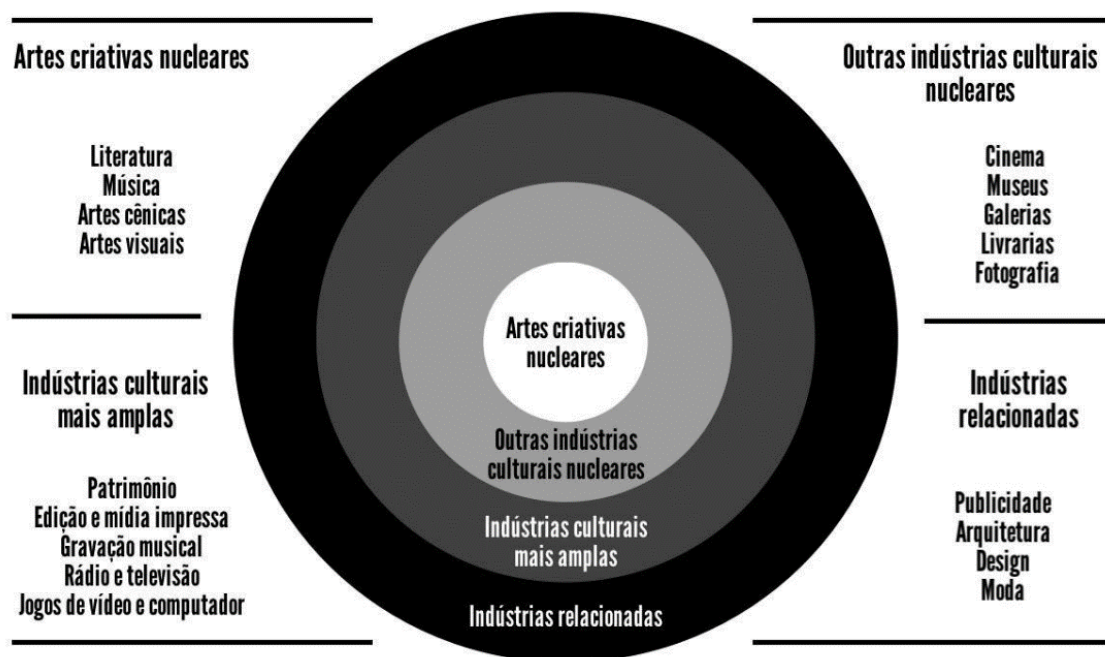 Artes criativas nucleares
Literatura
Música
Artes cênicas
Artes visuais
Outras indústrias culturais
nucleares
Cinema
Museus
Galerias
Livrarias
Fotografia
Indústrias culturais
mais amplas
Patrimônio
Edição e mídia impressa
Gravação musical
Rádio e televisão
Jogos de vídeo e computador
Indústrias
relacionadas
Publicidade
Arquitetura
Design
Moda
Artes criativas
nucleares
Outras indústrias
culturais nucleares
Indústrias culturais
mais amplas
Indústrias relacionadas